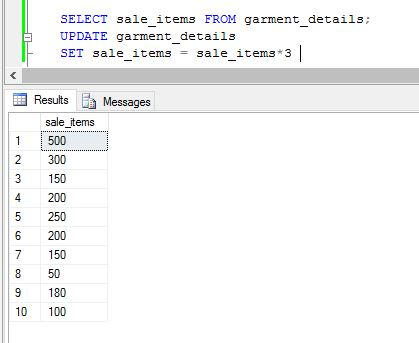 SELECT sale_items FROM garment_details;
UPDATE garment_details
SET sale_items = sale_items*3
Results Messages
sale_items
1 500
2 300
3 150
4 200
5 250
6 200
7 150
8 50
9 180
10 100